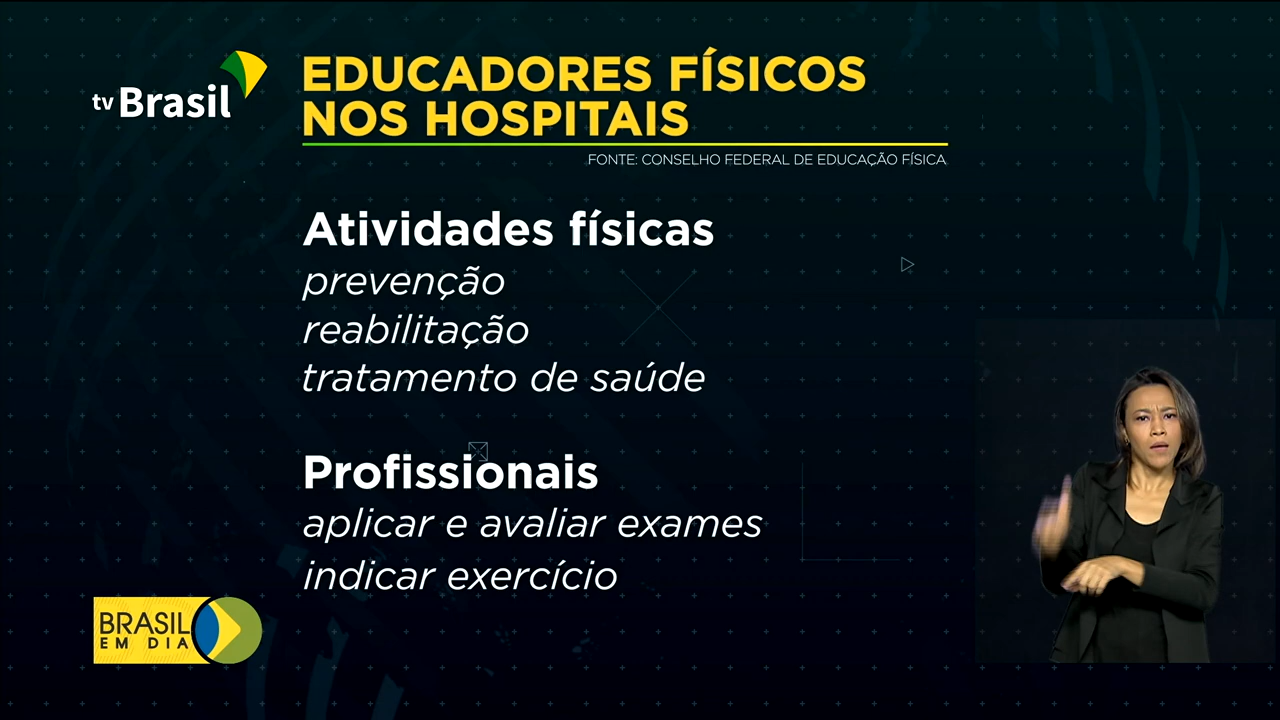 tv Brasil
EDUCADORES FÍSICOS
NOS HOSPITAIS
FONTE: CONSELHO FEDERAL DE EDUCAÇÃO FÍSICA
Atividades físicas
prevenção
reabilitação
tratamento de saúde
Profissionais
aplicar e avaliar exames
indicar exercício
BRASIL
EM DIA